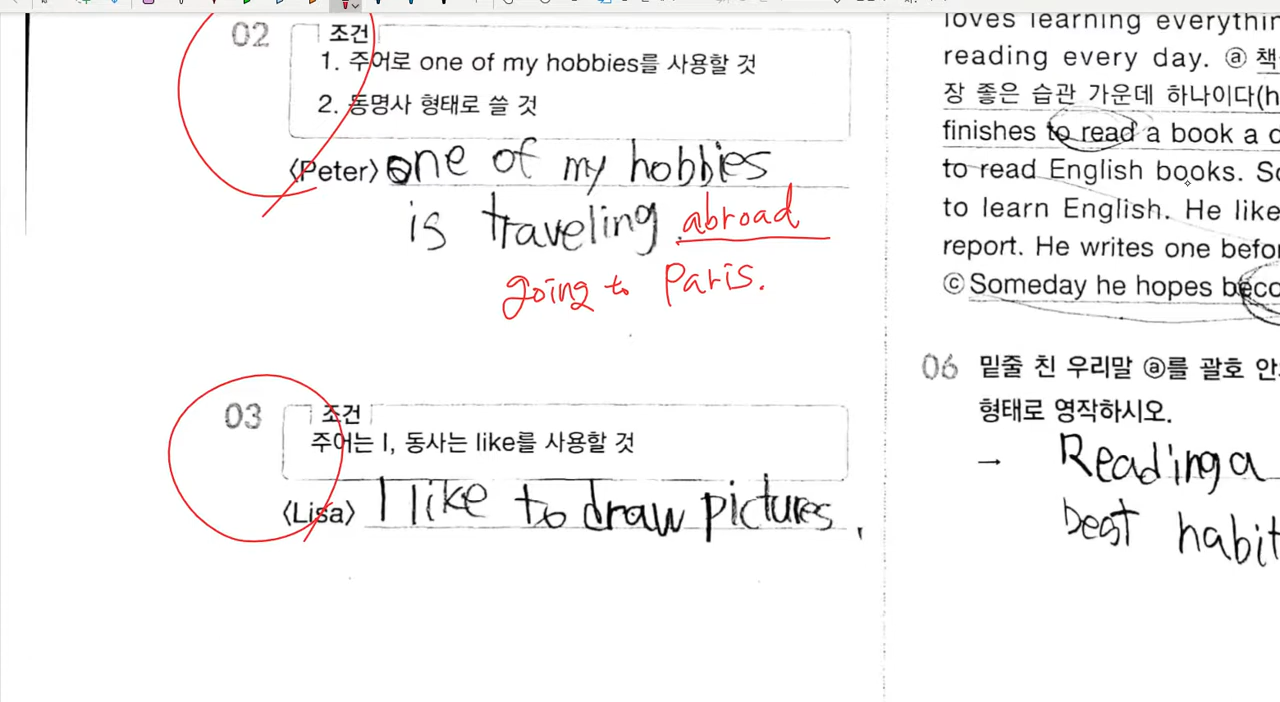 02
조건
1. 주어로 one of my hobbies를 사용할 것
2. 동명사 형태로 쓸 것
〈Peter〉 one of my hobbies
is traveling abroad
going to Paris.
03
조건
주어는 I, 동사는 like를 사용할 것
〈Lisa〉 I like to draw pictures.
loves learning everythin
reading every day. ⓐ 책
장 좋은 습관 가운데 하나이다(h
finishes to read a book a
to read English books. So
to learn English. He like
report. He writes one befor
ⓒ Someday he hopes beco
06 밑줄 친 우리말 ⓐ를 괄호 안
형태로 영작하시오.
→ Reading a
best habit